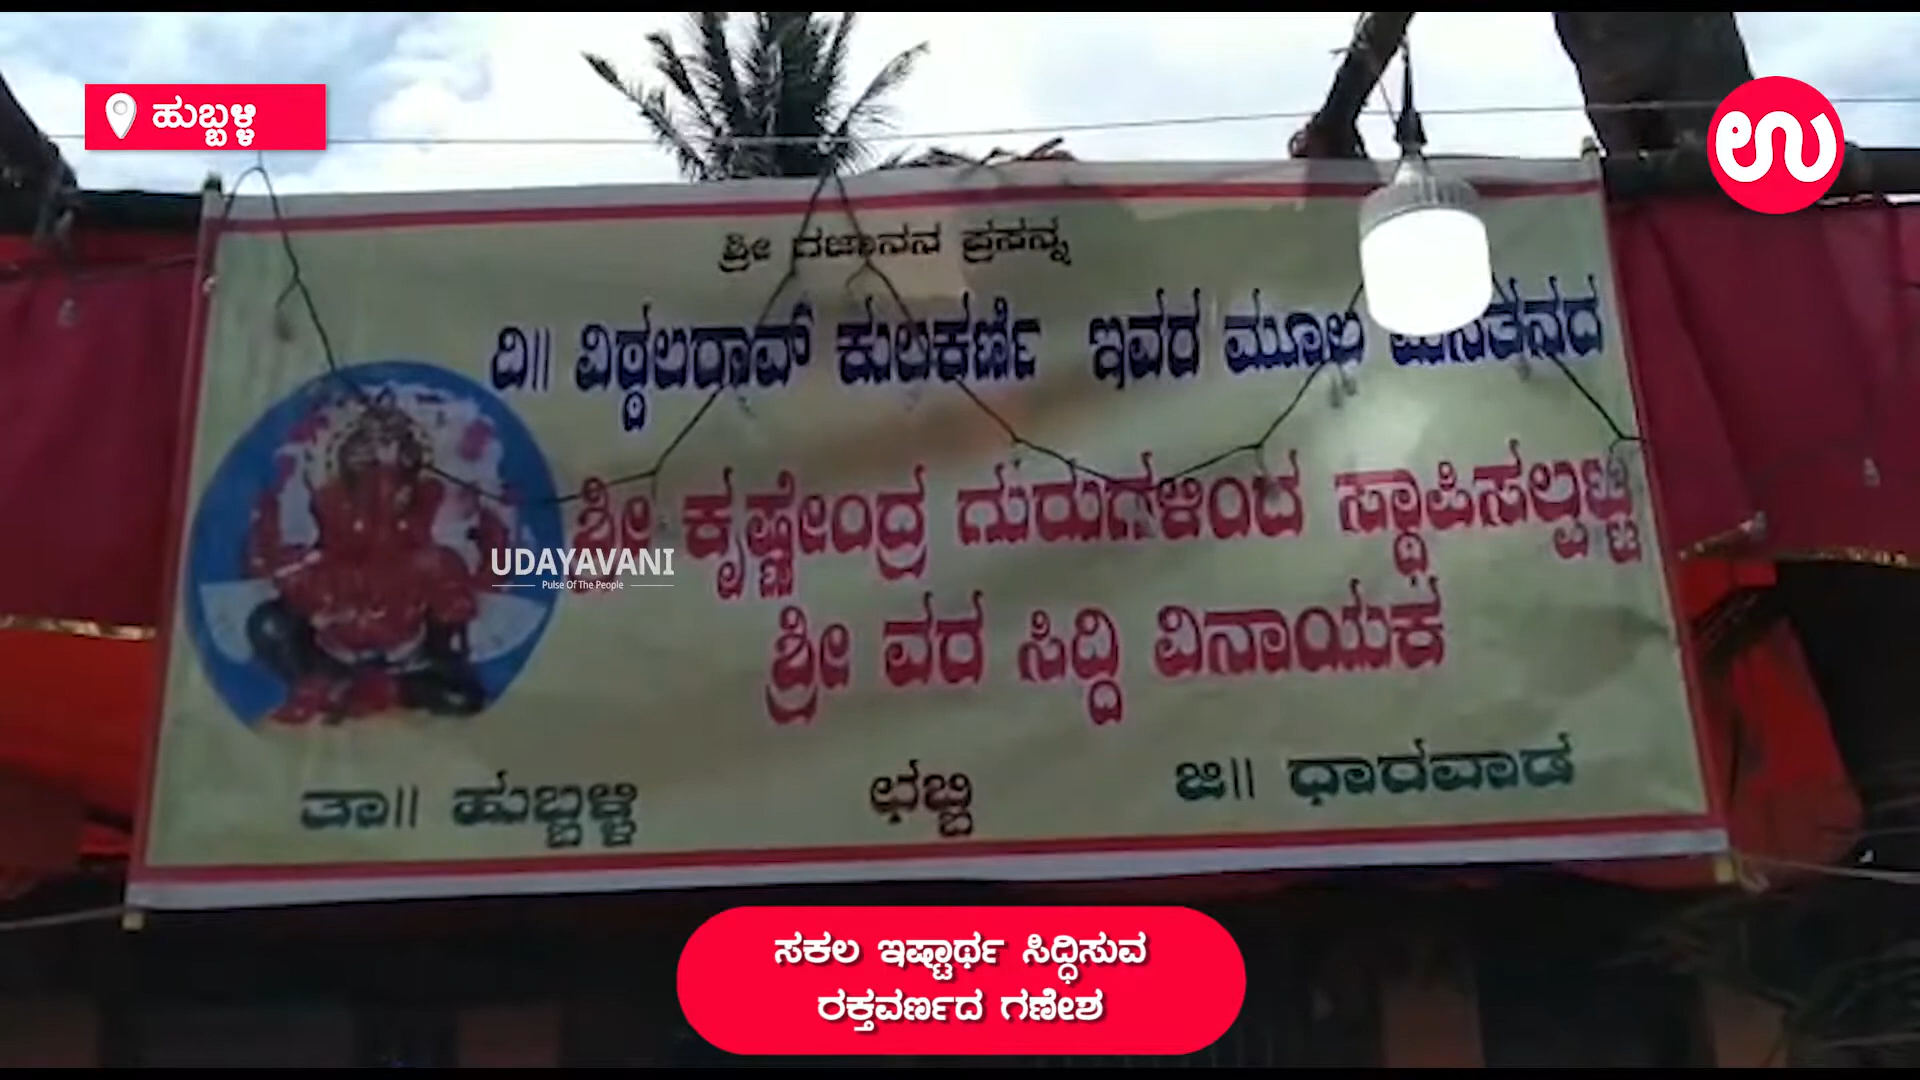 ಹುಬ್ಬಳ್ಳಿ
ಉ
ಶ್ರೀ ಗಜಾನನ ಪ್ರಸನ್ನ
ದಿ॥ ವಿಠ್ಠಲರಾವ್ ಕುಲಕರ್ಣಿ ಇವರ ಮೂಲ ಮನೆತನದ
ಶ್ರೀ ಕೃಷ್ಣೇಂದ್ರ ಗುರುಗಳಿಂದ ಸ್ಥಾಪಿಸಲ್ಪಟ್ಟ
UDAYAVANI
Pulse Of The People
ಶ್ರೀ ವರ ಸಿದ್ದಿ ವಿನಾಯಕ
ತಾ॥ ಹುಬ್ಬಳ್ಳಿ ಛಬ್ಬಿ ಜಿ॥ ಧಾರವಾಡ
ಸಕಲ ಇಷ್ಟಾರ್ಥ ಸಿದ್ಧಿಸುವ
ರಕ್ತವರ್ಣದ ಗಣೇಶ